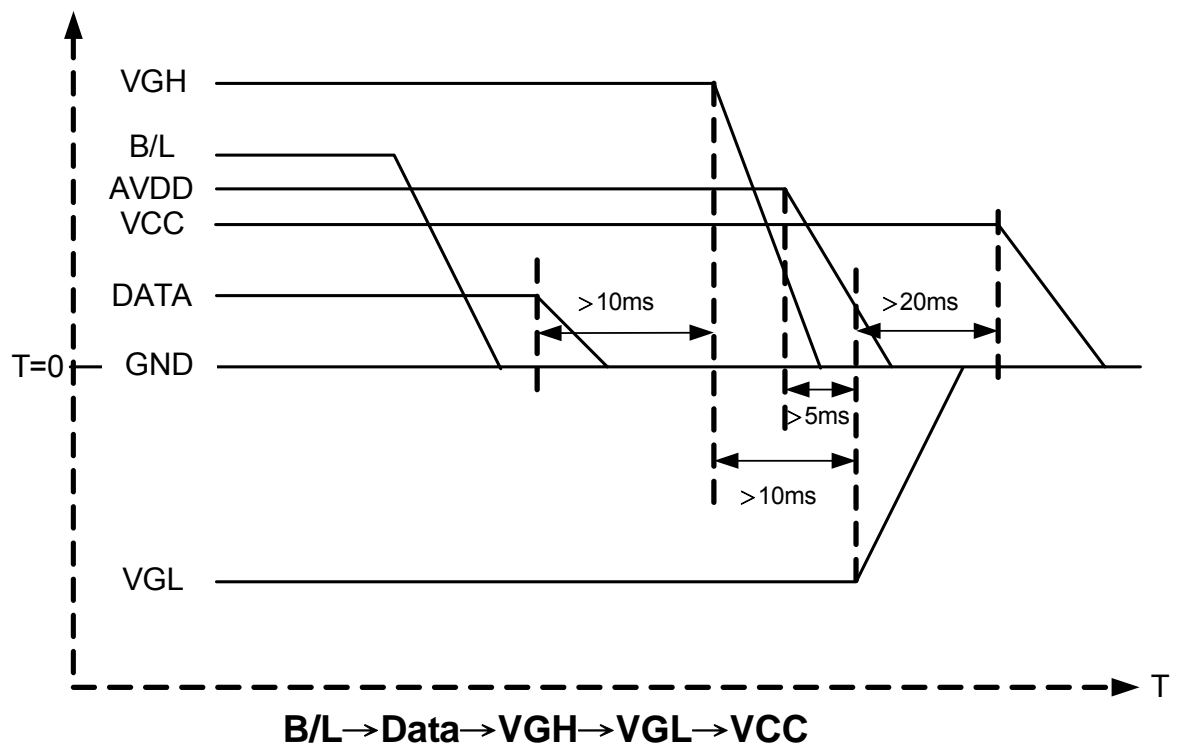 VGH
B/L
AVDD
VCC
DATA
>10ms
>20ms
T=0
GND
>5ms
>10ms
VGL
T
B/L→Data→VGH→VGL→VCC